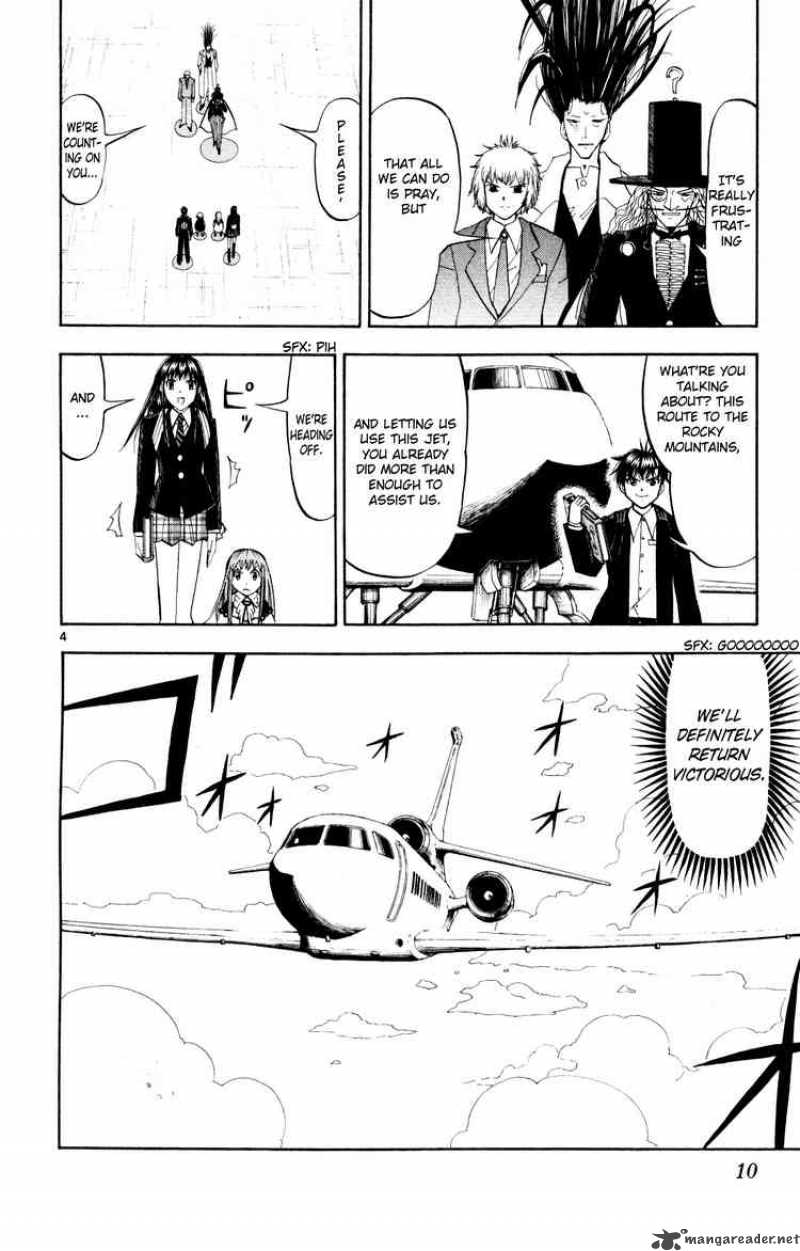 ?
IT'S
REALLY
FRUS-
TRAT-
ING
THAT ALL
WE CAN DO
IS PRAY,
BUT
PLEASE,
WE'RE
COUNT-
ING ON
YOU...
WHAT'RE YOU
TALKING
ABOUT? THIS
ROUTE TO THE
ROCKY
MOUNTAINS,
AND LETTING US
USE THIS JET,
YOU ALREADY
DID MORE THAN
ENOUGH TO
ASSIST US.
SFX: PIH
WE'RE
HEADING
OFF.
ピッ
AND
...
4
SFX: GOOOOOOOO
WE'LL
DEFINITELY
RETURN
VICTORIOUS.
10
mangareader.net